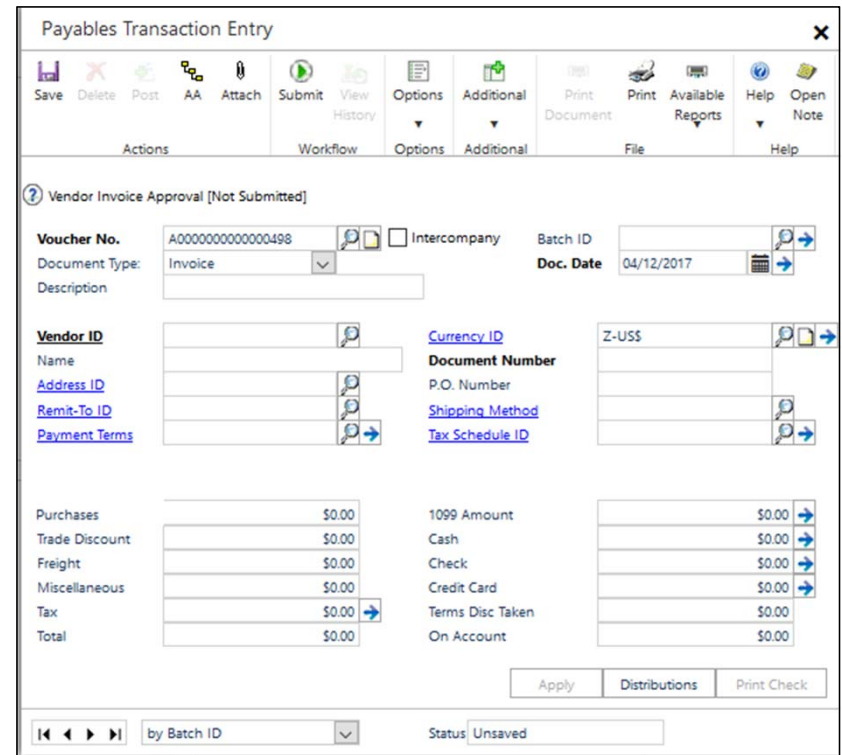 Payables Transaction Entry
Save Delete Post AA Attach Submit View History Options Additional Print Document Print Available Reports Help Open Note
Actions Workflow Options Additional File Help
Vendor Invoice Approval [Not Submitted]
Voucher No. A0000000000000498 Intercompany Batch ID
Document Type: Invoice Doc. Date 04/12/2017
Description
Vendor ID Currency ID Z-US$
Name Document Number
Address ID P.O. Number
Remit-To ID Shipping Method
Payment Terms Tax Schedule ID
Purchases $0.00 1099 Amount $0.00
Trade Discount $0.00 Cash $0.00
Freight $0.00 Check $0.00
Miscellaneous $0.00 Credit Card $0.00
Tax $0.00 Terms Disc Taken $0.00
Total $0.00 On Account $0.00
Apply Distributions Print Check
by Batch ID Status Unsaved